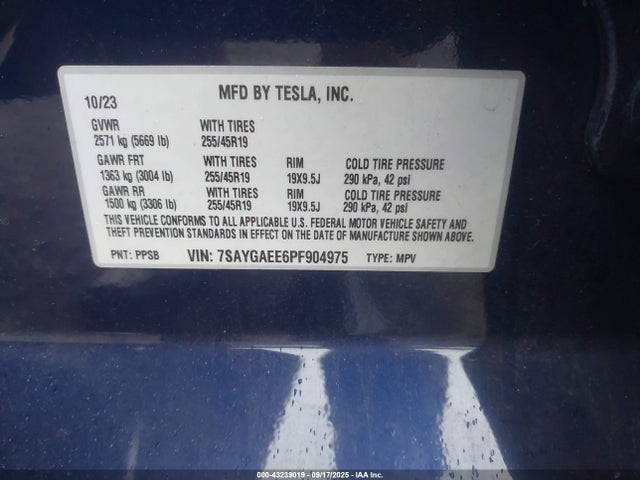 MFD BY TESLA, INC.
10/23
GVWR WITH TIRES
2571 kg (5669 lb) 255/45R19
GAWR FRT WITH TIRES RIM COLD TIRE PRESSURE
1363 kg (3004 lb) 255/45R19 19X9.5J 290 kPa, 42 psi
GAWR RR WITH TIRES RIM COLD TIRE PRESSURE
1500 kg (3306 lb) 255/45R19 19X9.5J 290 kPa, 42 psi
THIS VEHICLE CONFORMS TO ALL APPLICABLE U.S. FEDERAL MOTOR VEHICLE SAFETY AND
THEFT PREVENTION STANDARDS IN EFFECT ON THE DATE OF MANUFACTURE SHOWN ABOVE.
PNT: PPSB VIN: 7SAYGAEE6PF904975 TYPE: MPV
000-43239019 - 09/17/2025 - IAA Inc.